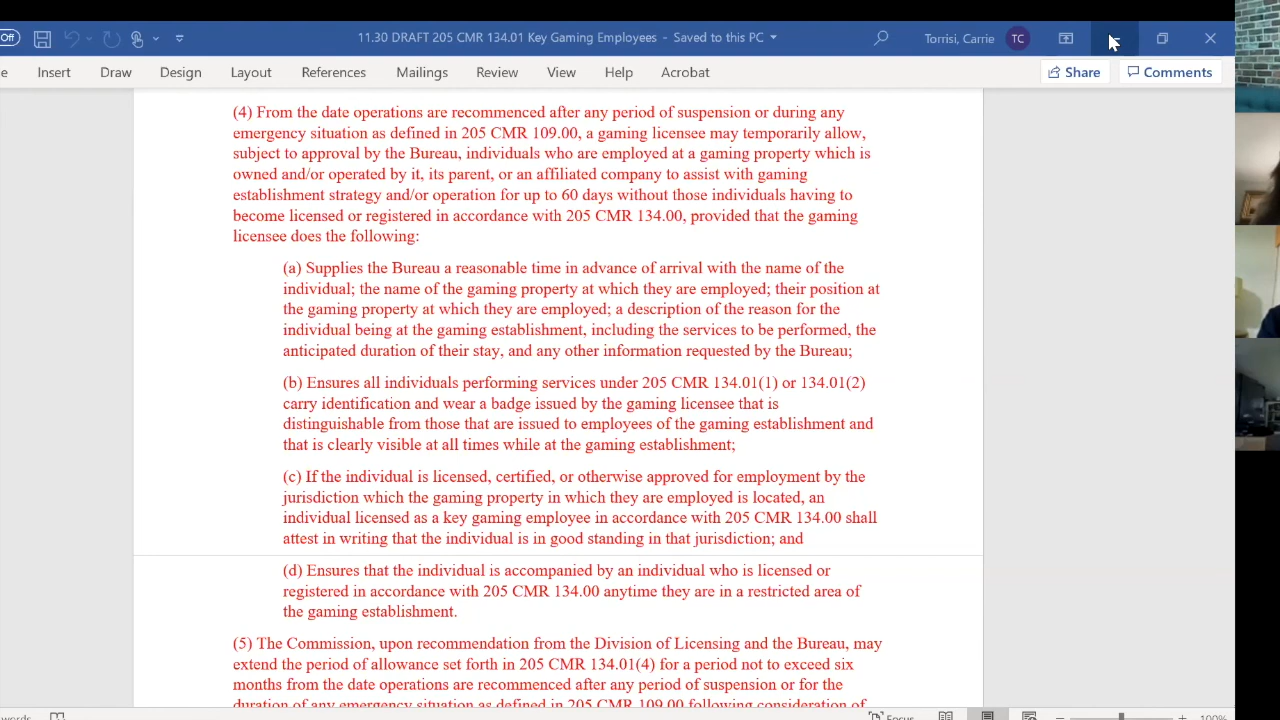 Off
11.30 DRAFT 205 CMR 134.01 Key Gaming Employees - Saved to this PC
Torrisi, Carrie TC
e Insert Draw Design Layout References Mailings Review View Help Acrobat Share Comments
(4) From the date operations are recommenced after any period of suspension or during any
emergency situation as defined in 205 CMR 109.00, a gaming licensee may temporarily allow,
subject to approval by the Bureau, individuals who are employed at a gaming property which is
owned and/or operated by it, its parent, or an affiliated company to assist with gaming
establishment strategy and/or operation for up to 60 days without those individuals having to
become licensed or registered in accordance with 205 CMR 134.00, provided that the gaming
licensee does the following:
(a) Supplies the Bureau a reasonable time in advance of arrival with the name of the
individual; the name of the gaming property at which they are employed; their position at
the gaming property at which they are employed; a description of the reason for the
individual being at the gaming establishment, including the services to be performed, the
anticipated duration of their stay, and any other information requested by the Bureau;
(b) Ensures all individuals performing services under 205 CMR 134.01(1) or 134.01(2)
carry identification and wear a badge issued by the gaming licensee that is
distinguishable from those that are issued to employees of the gaming establishment and
that is clearly visible at all times while at the gaming establishment;
(c) If the individual is licensed, certified, or otherwise approved for employment by the
jurisdiction which the gaming property in which they are employed is located, an
individual licensed as a key gaming employee in accordance with 205 CMR 134.00 shall
attest in writing that the individual is in good standing in that jurisdiction; and
(d) Ensures that the individual is accompanied by an individual who is licensed or
registered in accordance with 205 CMR 134.00 anytime they are in a restricted area of
the gaming establishment.
(5) The Commission, upon recommendation from the Division of Licensing and the Bureau, may
extend the period of allowance set forth in 205 CMR 134.01(4) for a period not to exceed six
months from the date operations are recommenced after any period of suspension or for the
duration of any emergency situation as defined in 205 CMR 109.00 following consideration of
words Focus 100%